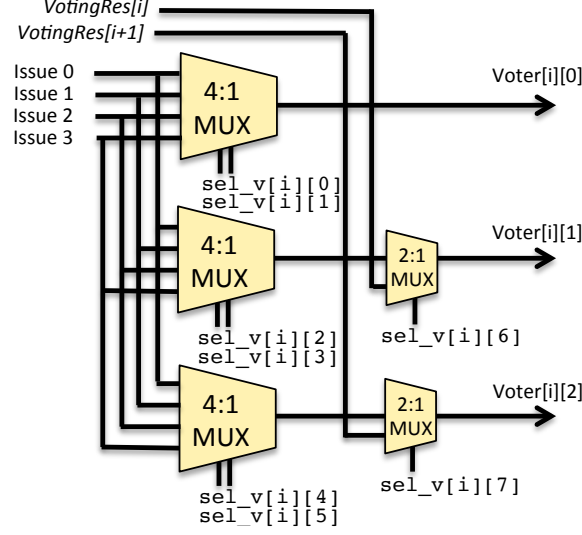 VotingRes[i]
VotingRes[i+1]
Issue 0
Issue 1
Issue 2
Issue 3
4:1
MUX
Voter[i][0]
sel_v[i][0]
sel_v[i][1]
4:1
MUX
2:1
MUX
Voter[i][1]
sel_v[i][2]
sel_v[i][3]
sel_v[i][6]
4:1
MUX
2:1
MUX
Voter[i][2]
sel_v[i][4]
sel_v[i][5]
sel_v[i][7]